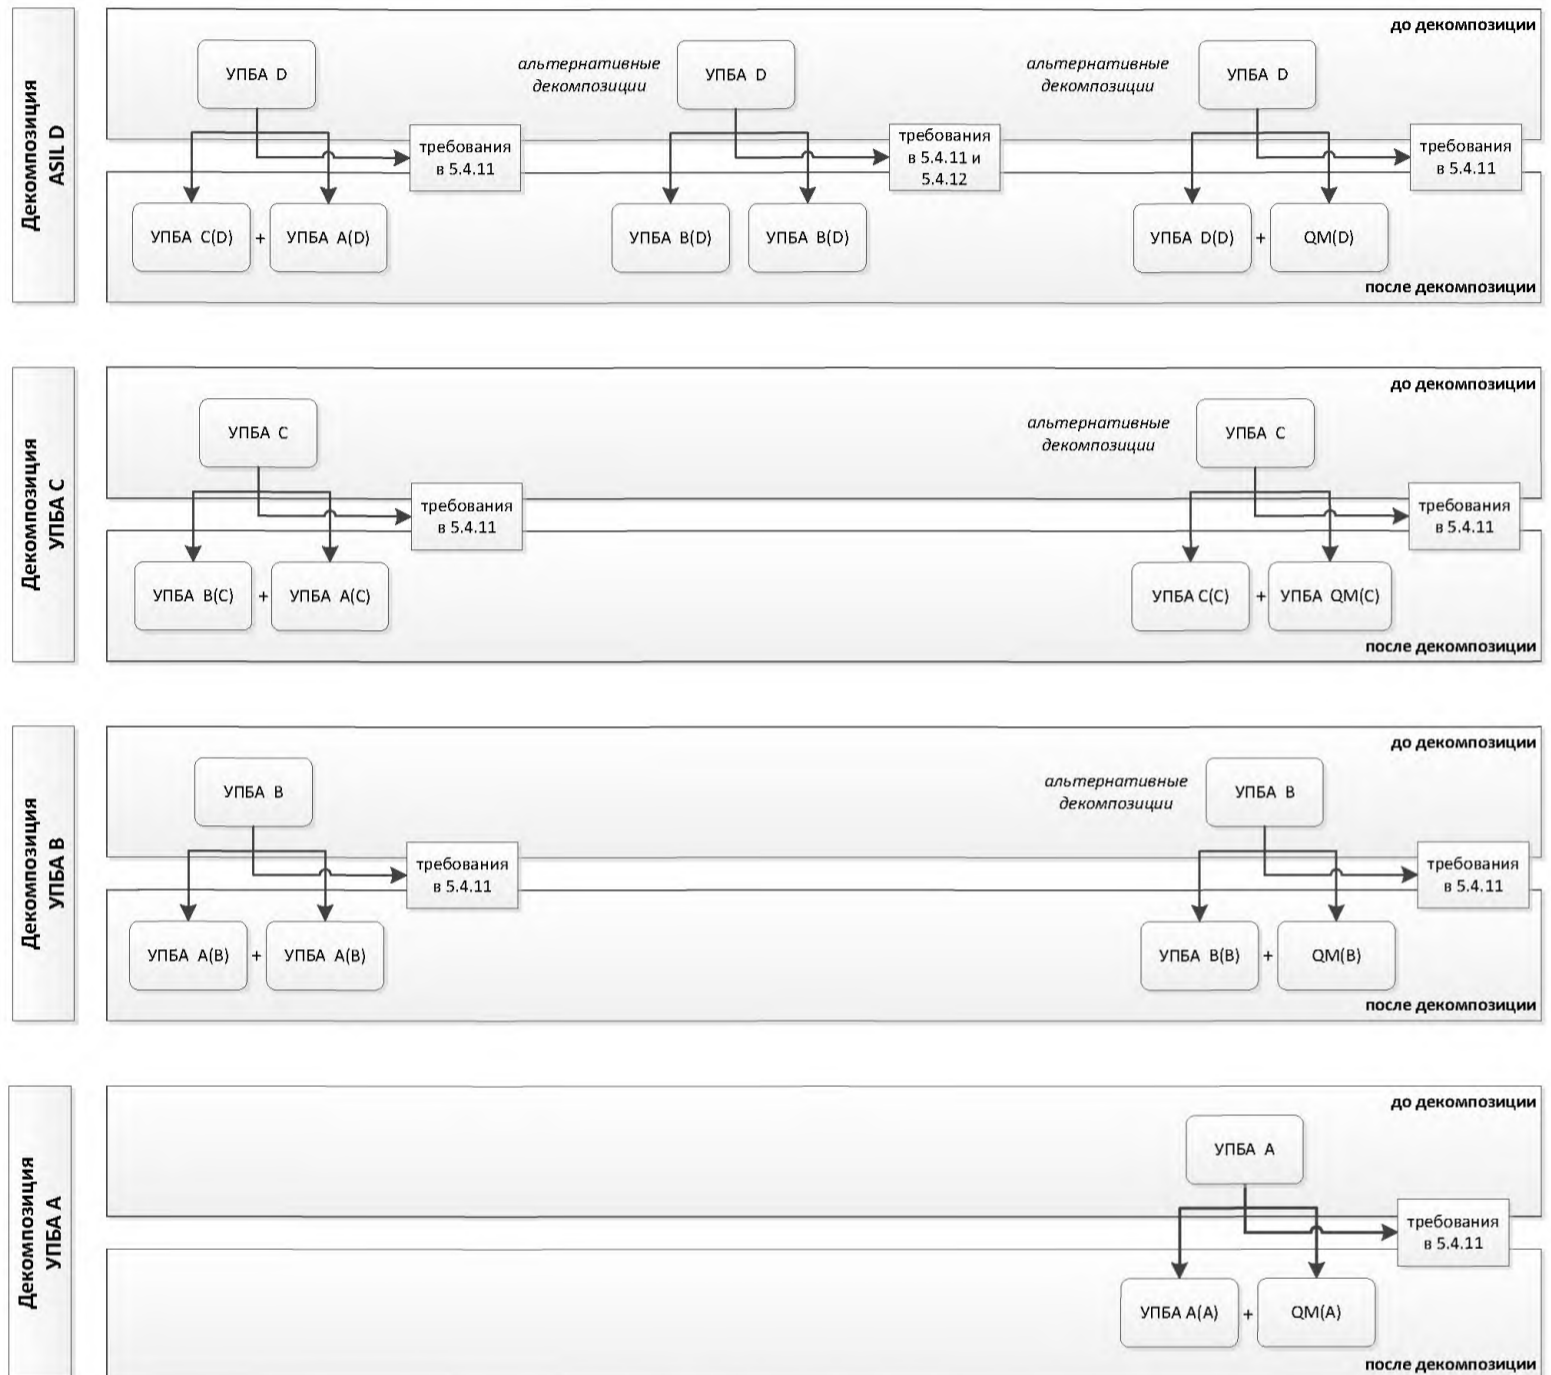 Декомпозиция
ASIL D
до декомпозиции
УПБА D
альтернативные
декомпозиции
УПБА D
альтернативные
декомпозиции
УПБА D
требования
в 5.4.11
требования
в 5.4.11 и
5.4.12
требования
в 5.4.11
УПБА C(D) + УПБА A(D)
УПБА B(D) УПБА B(D)
УПБА D(D) + QM(D)
после декомпозиции
Декомпозиция
УПБА C
до декомпозиции
УПБА C
альтернативные
декомпозиции
УПБА C
требования
в 5.4.11
требования
в 5.4.11
УПБА B(C) + УПБА A(C)
УПБА C(C) + УПБА QM(C)
после декомпозиции
Декомпозиция
УПБА B
до декомпозиции
УПБА B
альтернативные
декомпозиции
УПБА B
требования
в 5.4.11
требования
в 5.4.11
УПБА A(B) + УПБА A(B)
УПБА B(B) + QM(B)
после декомпозиции
Декомпозиция
УПБА A
до декомпозиции
УПБА A
требования
в 5.4.11
УПБА A(A) + QM(A)
после декомпозиции